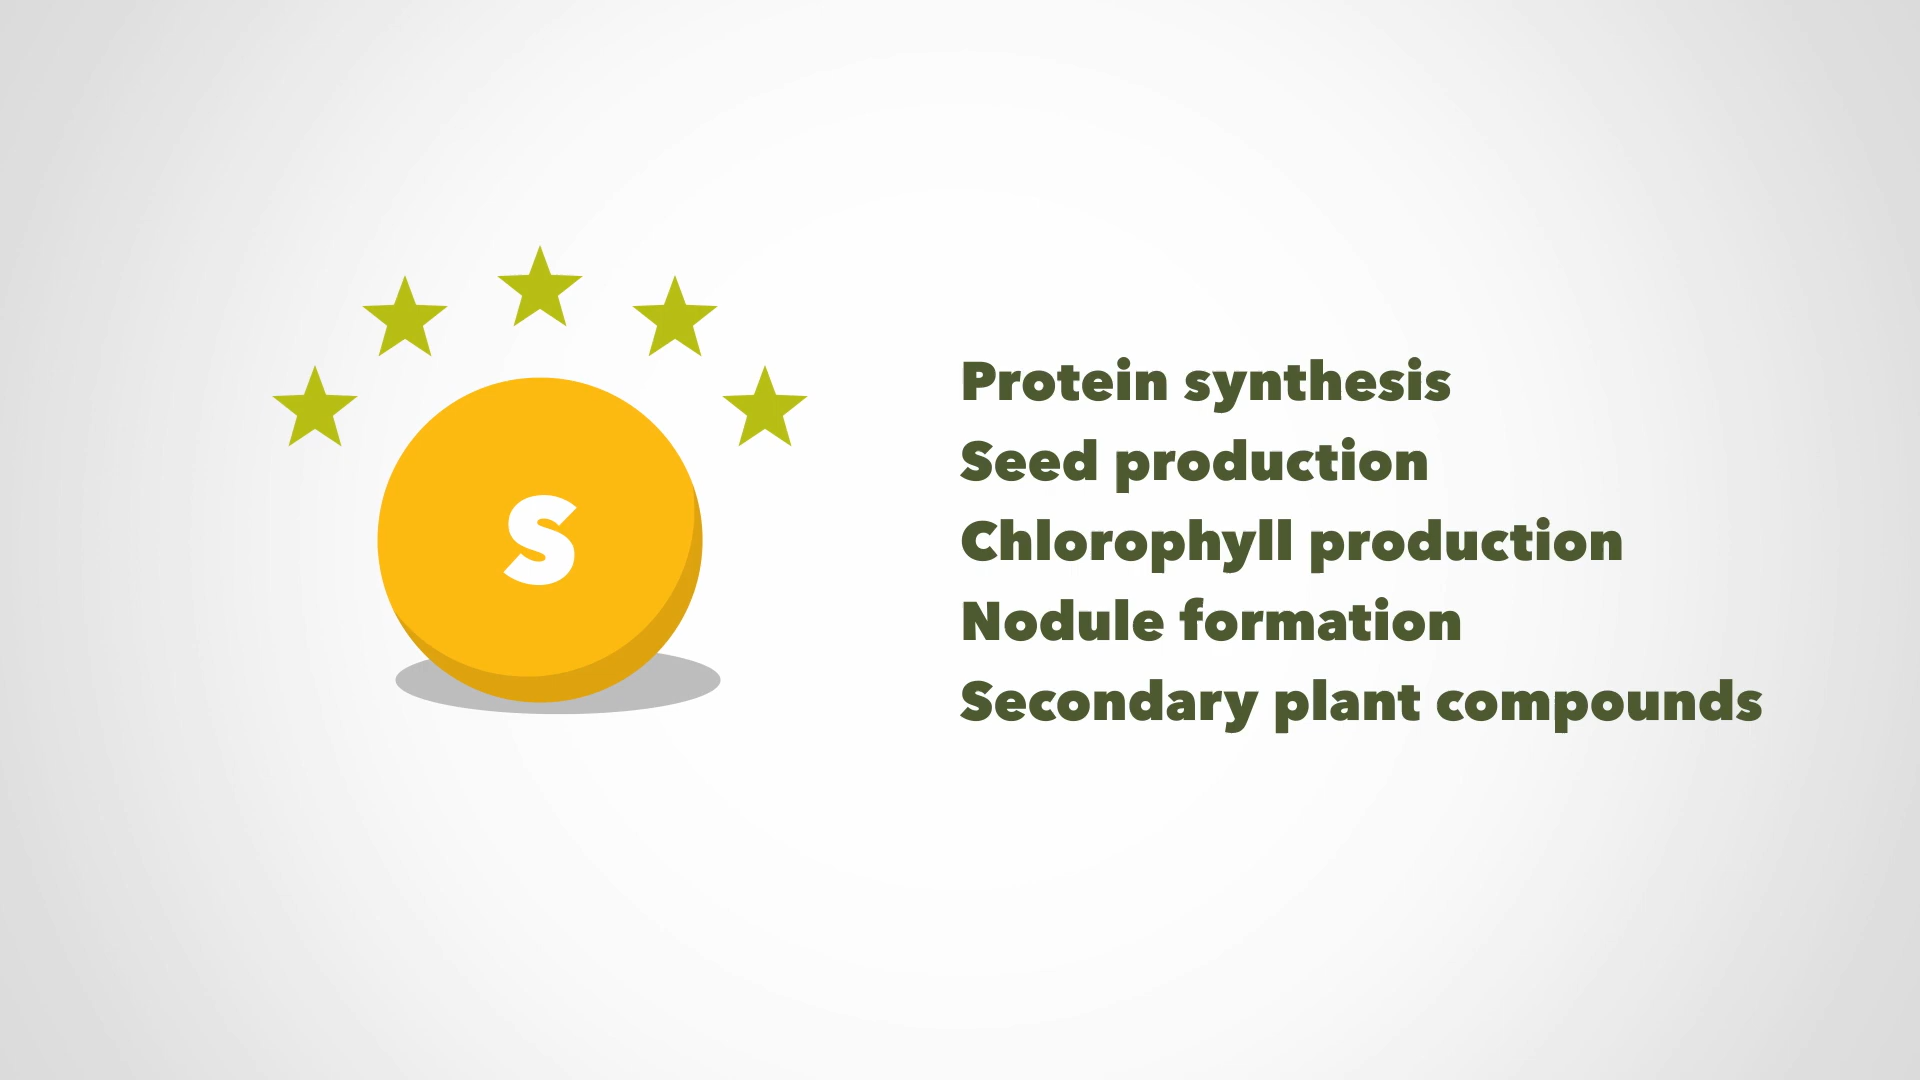 S
Protein synthesis
Seed production
Chlorophyll production
Nodule formation
Secondary plant compounds